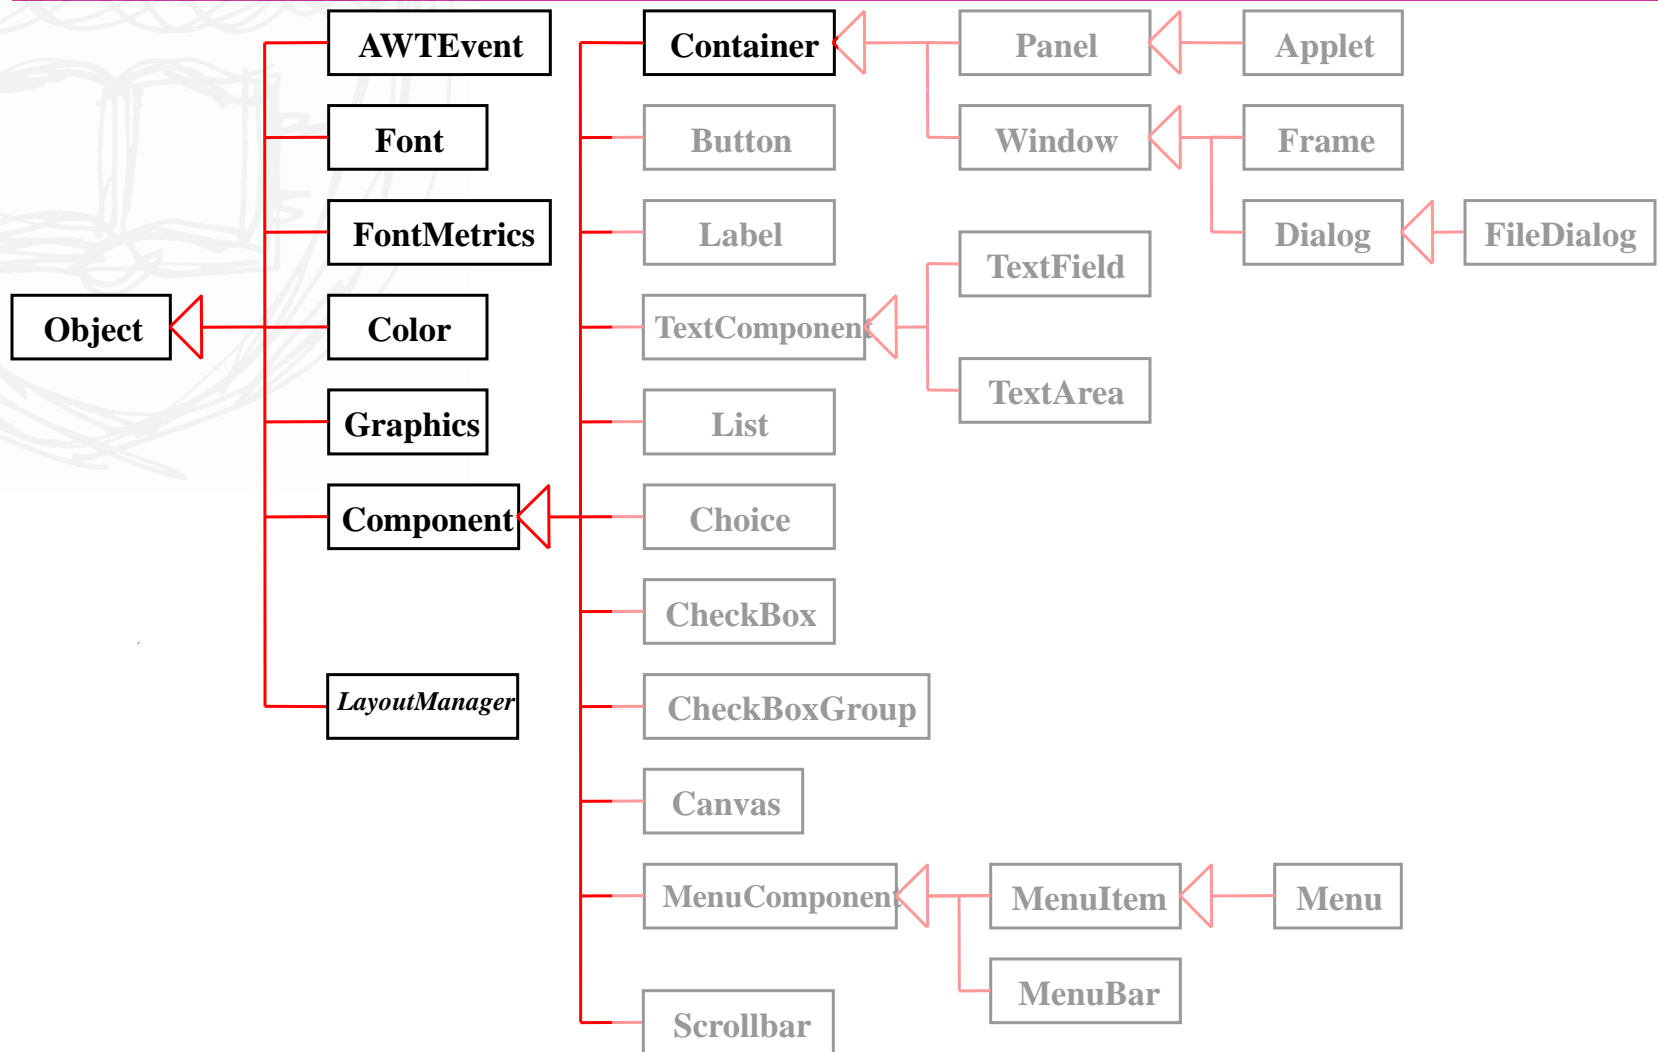 AWTEvent
Container
Panel
Applet
Font
Button
Window
Frame
FontMetrics
Label
Dialog
FileDialog
TextField
Object
Color
TextComponent
TextArea
Graphics
List
Component
Choice
CheckBox
LayoutManager
CheckBoxGroup
Canvas
MenuComponent
MenuItem
Menu
MenuBar
Scrollbar